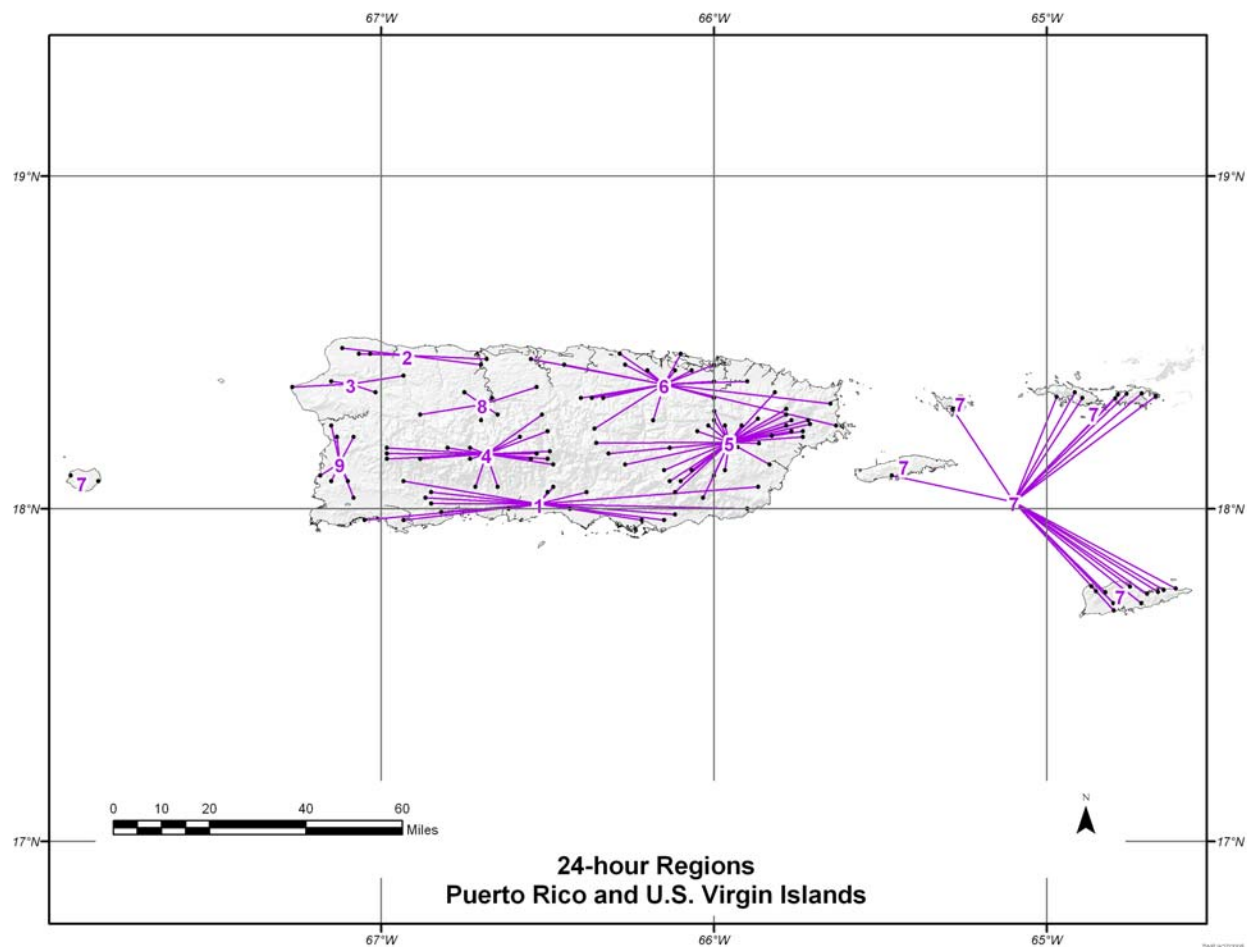 67°W 66°W 65°W
19°N 19°N
2
3 6
8 7 7
9 4 5
7 7
1 7
18°N 18°N
7
N
0 10 20 40 60
Miles
17°N 17°N
24-hour Regions
Puerto Rico and U.S. Virgin Islands
67°W 66°W 65°W